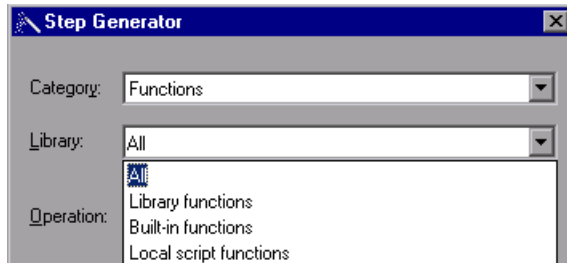 Step Generator
Category: Functions
Library: All
All
Library functions
Operation:
Built-in functions
Local script functions